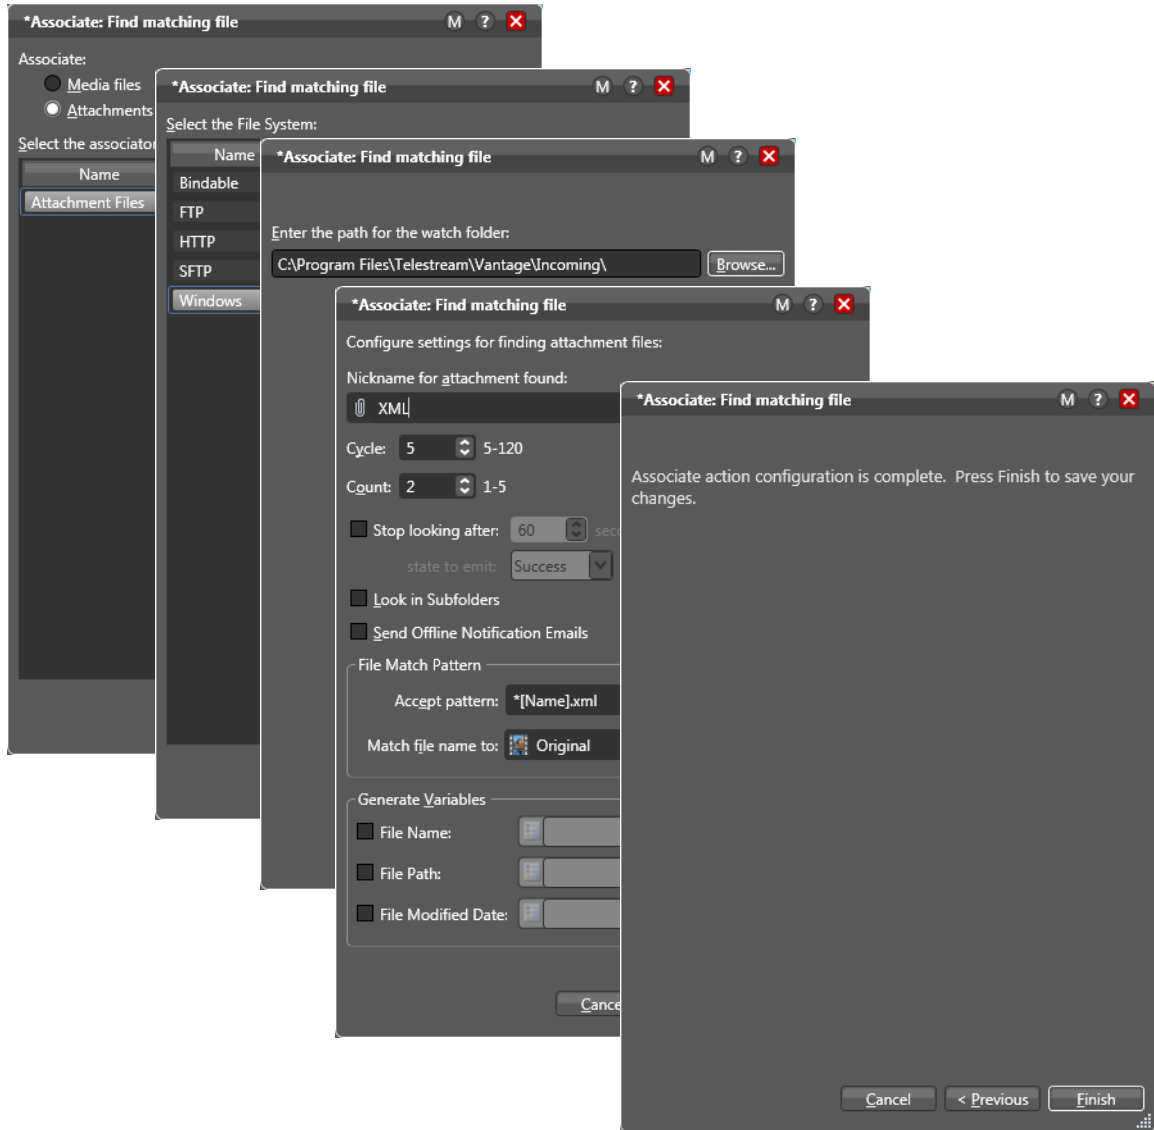 *Associate: Find matching file M ?
Associate:
Media files
Attachments
Select the associator
Name
Attachment Files
*Associate: Find matching file M ?
Select the File System:
Name
Bindable
FTP
HTTP
SFTP
Windows
*Associate: Find matching file M ?
Enter the path for the watch folder:
C:\Program Files\Telestream\Vantage\Incoming\ Browse...
*Associate: Find matching file M ?
Configure settings for finding attachment files:
Nickname for attachment found:
XML
Cycle: 5 5-120
Count: 2 1-5
Stop looking after: 60
state to emit: Success
Look in Subfolders
Send Offline Notification Emails
File Match Pattern
Accept pattern: *[Name].xml
Match file name to: Original
Generate Variables
File Name:
File Path:
File Modified Date:
*Associate: Find matching file M ?
Associate action configuration is complete. Press Finish to save your
changes.
Cancel < Previous Finish